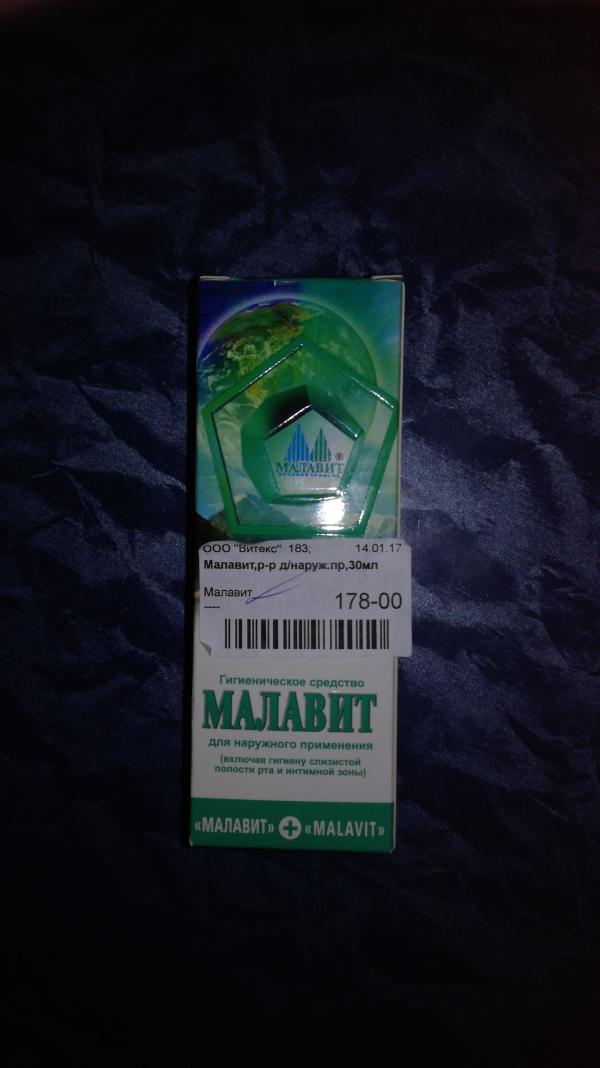 МАЛАВИТ®
ООО "Витекс" 183; 14.01.17
Малавит,р-р д/наруж.пр,30мл
Малавит
----
178-00
Гигиеническое средство
МАЛАВИТ
для наружного применения
(включая гигиену слизистой
полости рта и интимной зоны)
«МАЛАВИТ» + «MALAVIT»